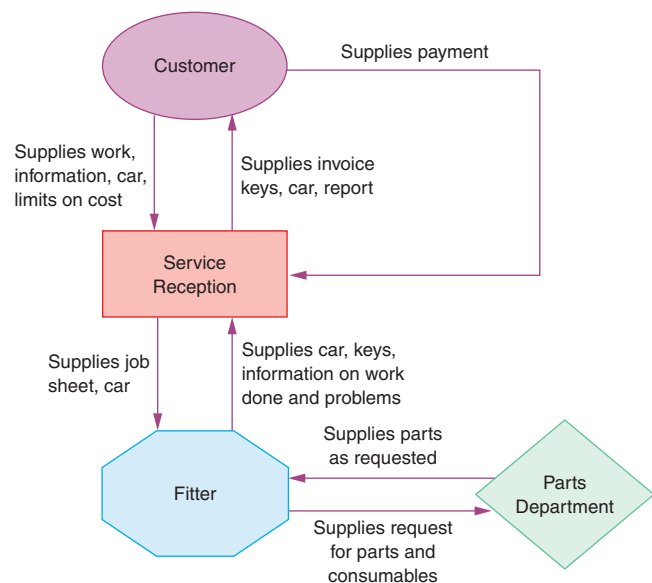 Customer
Supplies payment
Supplies work,
information, car,
limits on cost
Supplies invoice
keys, car, report
Service
Reception
Supplies job
sheet, car
Supplies car, keys,
information on work
done and problems
Supplies parts
as requested
Fitter
Parts
Department
Supplies request
for parts and
consumables